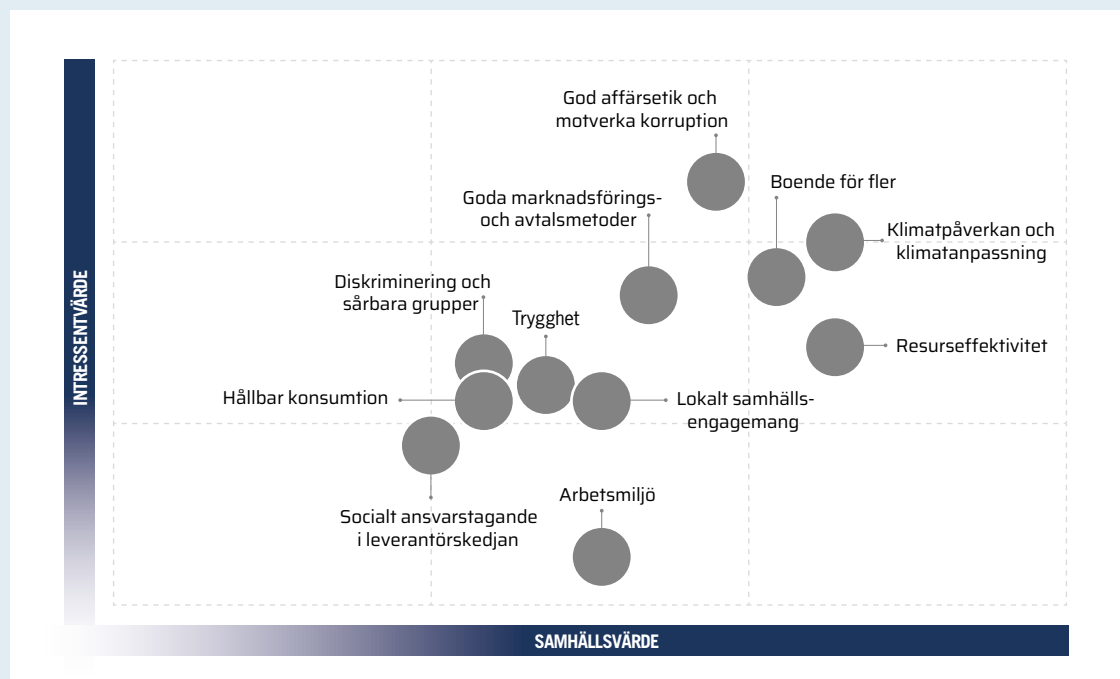 God affärsetik och
motverka korruption
Boende för fler
Goda marknadsförings-
och avtalsmetoder
Klimatpåverkan och
klimatanpassning
Diskriminering och
sårbara grupper
Trygghet
Resurseffektivitet
Hållbar konsumtion
Lokalt samhälls-
engagemang
Arbetsmiljö
Socialt ansvarstagande
i leverantörskedjan
INTRESSENTVÄRDE
SAMHÄLLSVÄRDE